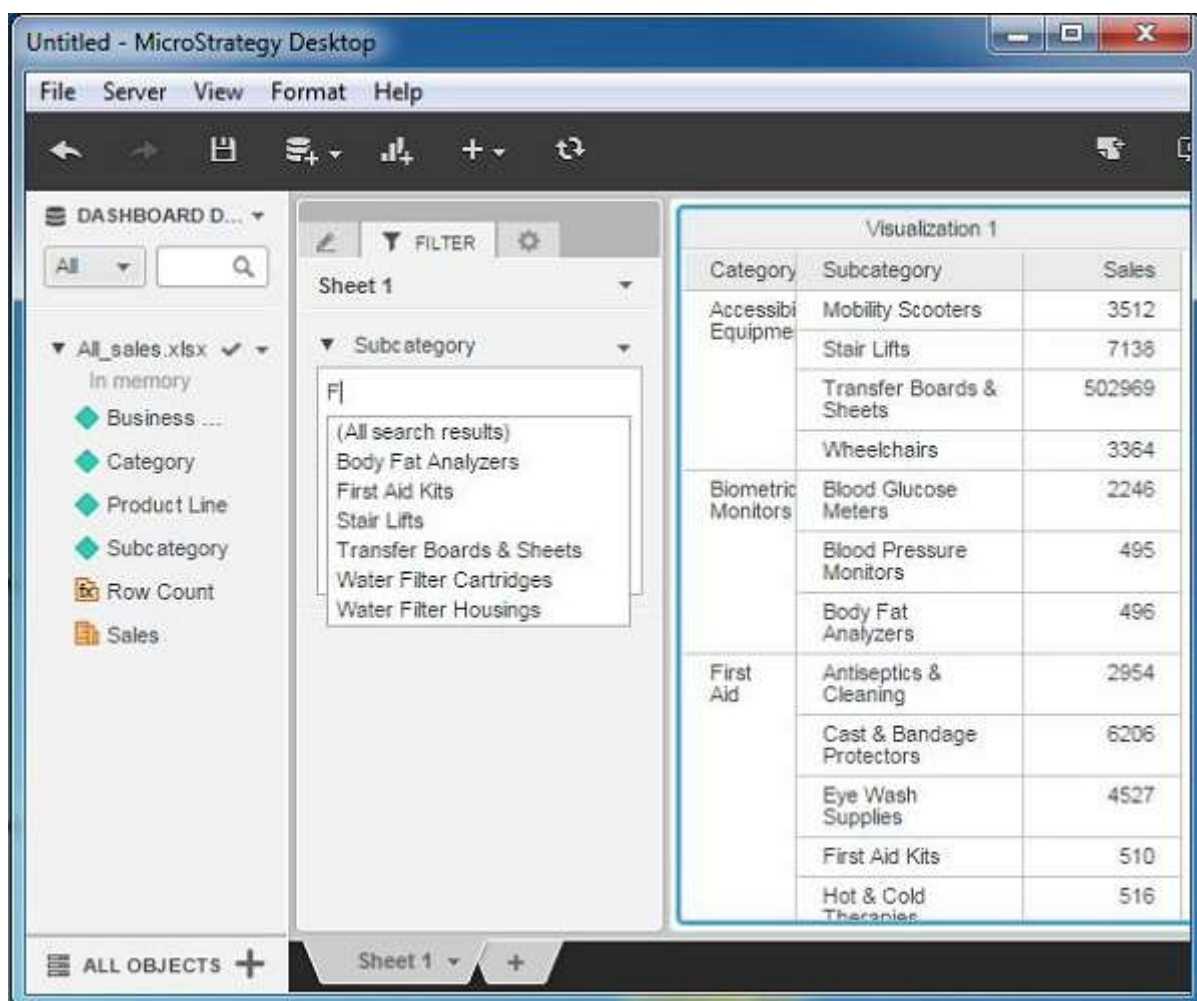 Untitled - MicroStrategy Desktop
File Server View Format Help
DASHBOARD D...
All
All_sales.xlsx
In memory
Business ...
Category
Product Line
Subcategory
Row Count
Sales
ALL OBJECTS
FILTER
Sheet 1
Subcategory
F
(All search results)
Body Fat Analyzers
First Aid Kits
Stair Lifts
Transfer Boards & Sheets
Water Filter Cartridges
Water Filter Housings
Visualization 1
Category Subcategory Sales
Accessibi
Equipme
Mobility Scooters 3512
Stair Lifts 7138
Transfer Boards &
Sheets 502969
Wheelchairs 3364
Biometric
Monitors
Blood Glucose
Meters 2246
Blood Pressure
Monitors 495
Body Fat
Analyzers 496
First
Aid
Antiseptics &
Cleaning 2954
Cast & Bandage
Protectors 6206
Eye Wash
Supplies 4527
First Aid Kits 510
Hot & Cold
Therapies 516
Sheet 1